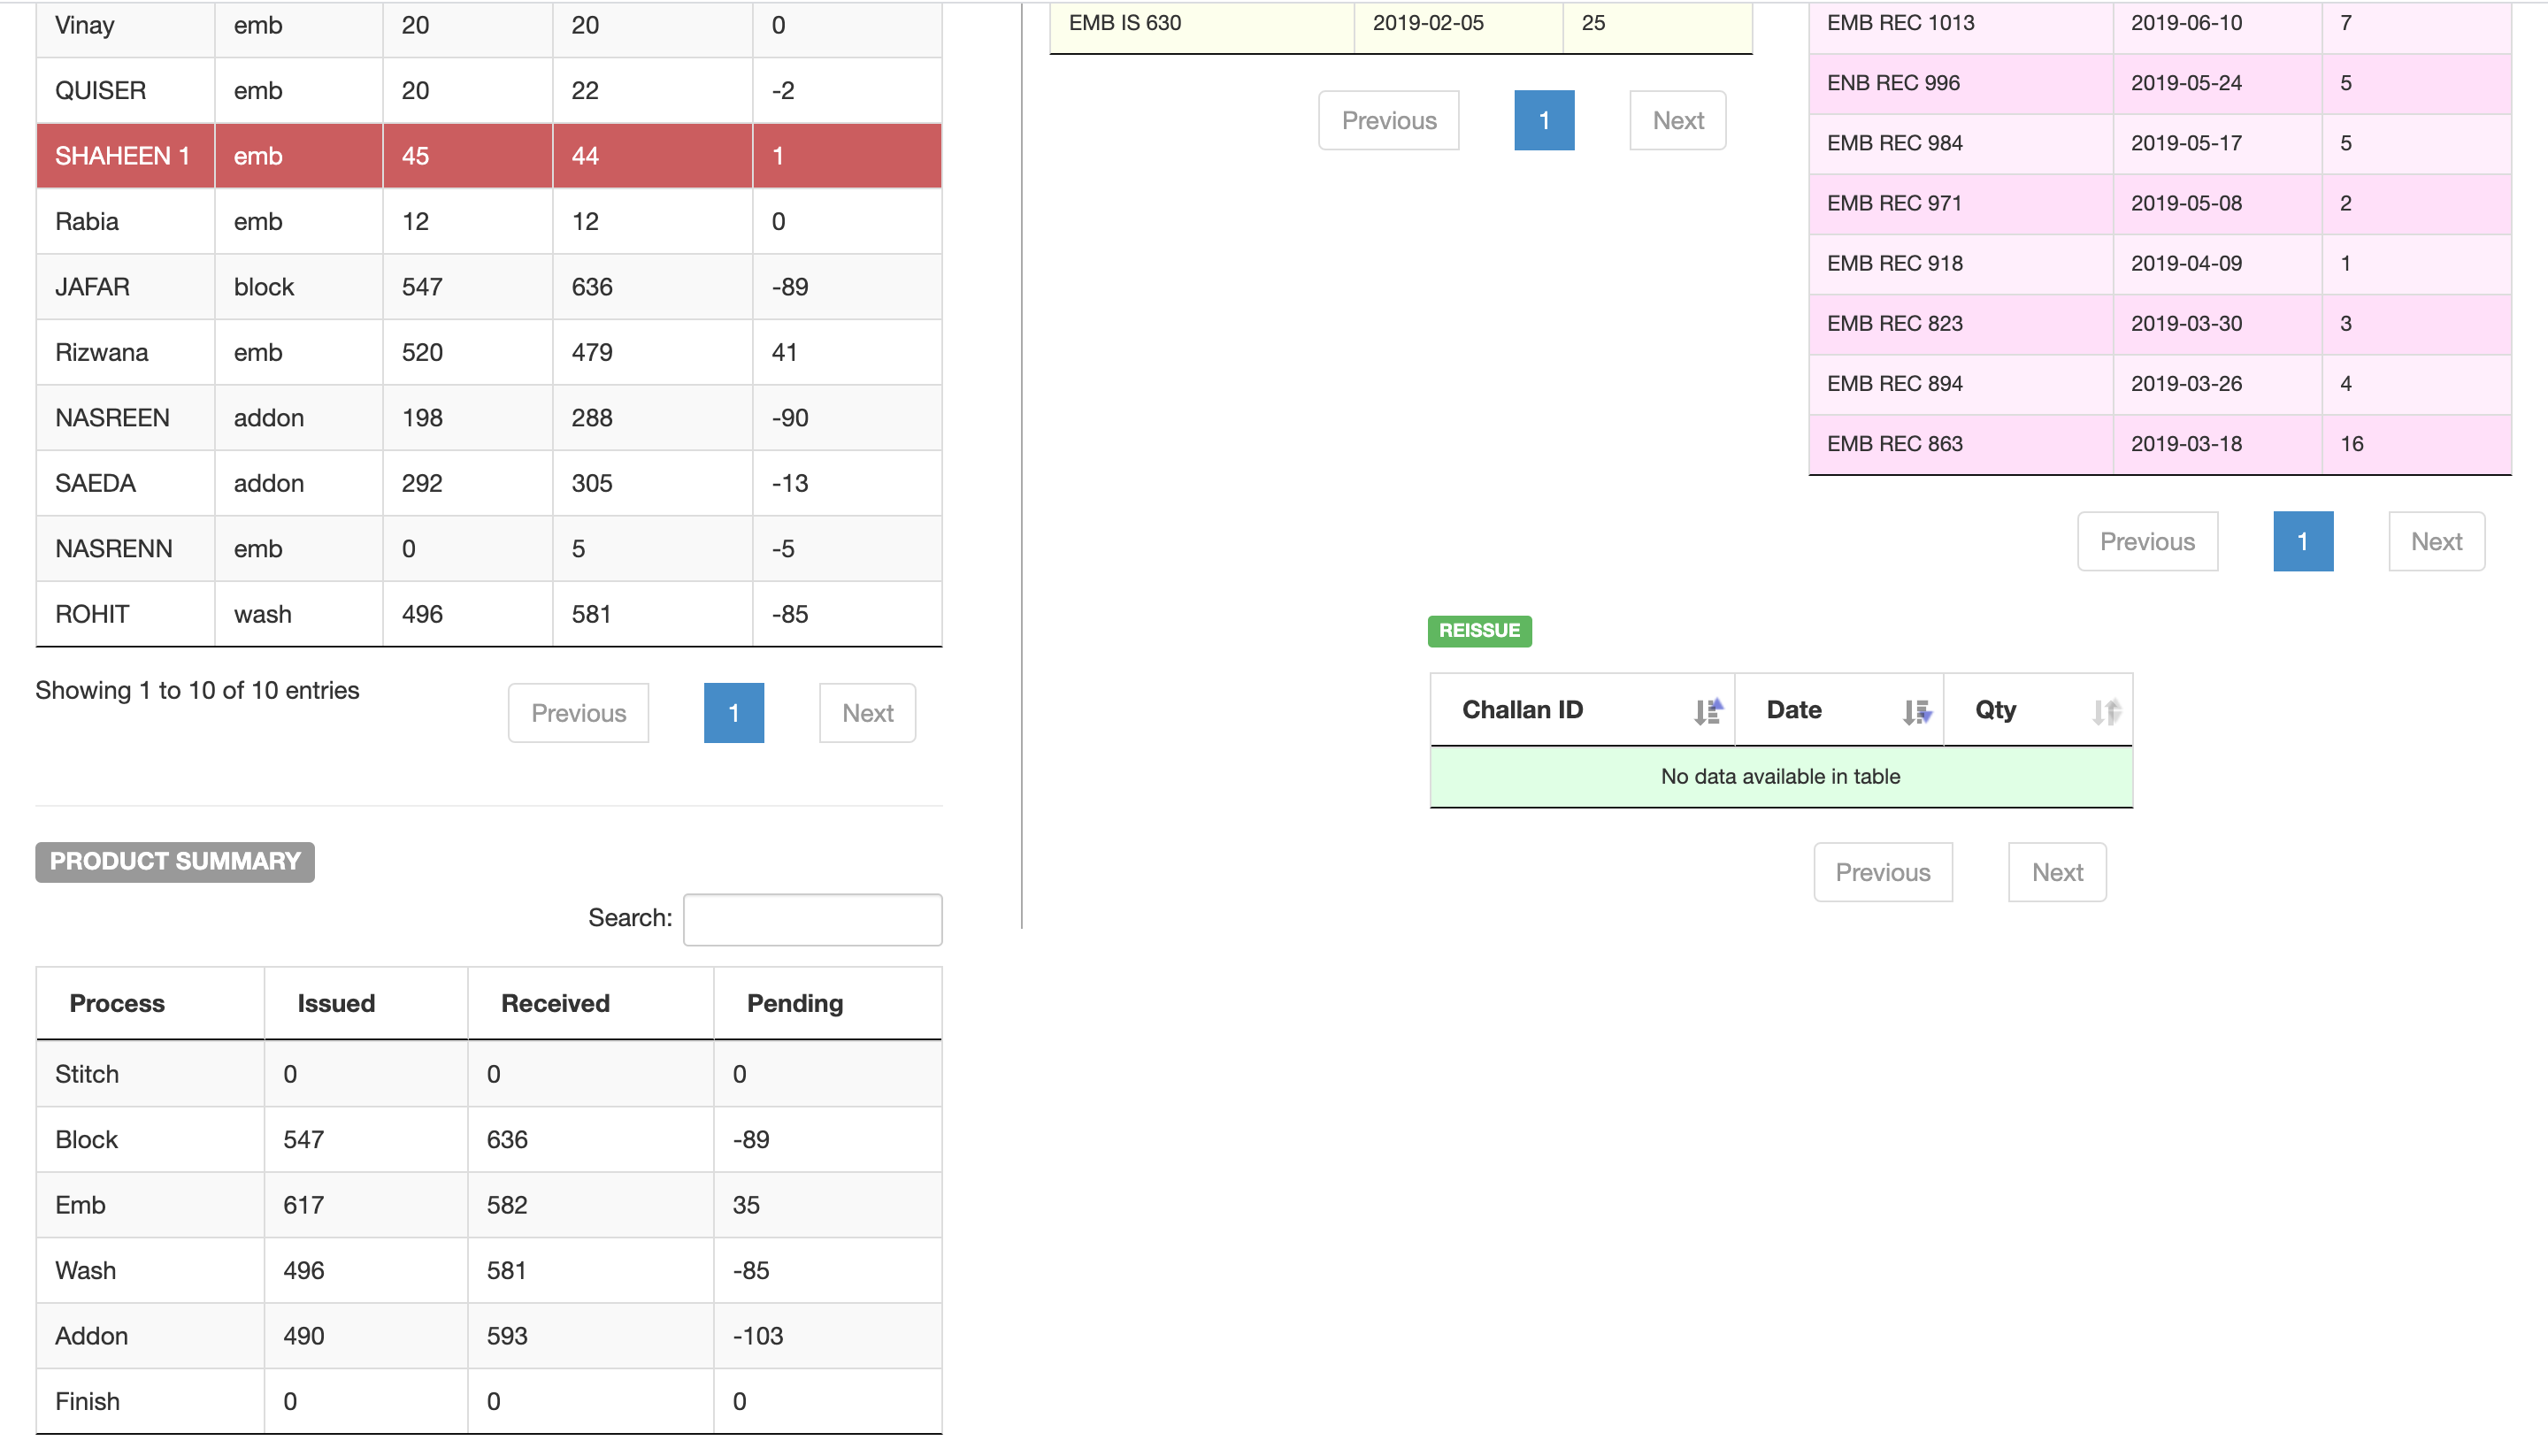 Vinay emb 20 20 0
QUISER emb 20 22 -2
SHAHEEN 1 emb 45 44 1
Rabia emb 12 12 0
JAFAR block 547 636 -89
Rizwana emb 520 479 41
NASREEN addon 198 288 -90
SAEDA addon 292 305 -13
NASRENN emb 0 5 -5
ROHIT wash 496 581 -85
Showing 1 to 10 of 10 entries
Previous 1 Next
PRODUCT SUMMARY
Search:
Process Issued Received Pending
Stitch 0 0 0
Block 547 636 -89
Emb 617 582 35
Wash 496 581 -85
Addon 490 593 -103
Finish 0 0 0
EMB IS 630 2019-02-05 25
Previous 1 Next
EMB REC 1013 2019-06-10 7
ENB REC 996 2019-05-24 5
EMB REC 984 2019-05-17 5
EMB REC 971 2019-05-08 2
EMB REC 918 2019-04-09 1
EMB REC 823 2019-03-30 3
EMB REC 894 2019-03-26 4
EMB REC 863 2019-03-18 16
Previous 1 Next
REISSUE
Challan ID Date Qty
No data available in table
Previous Next